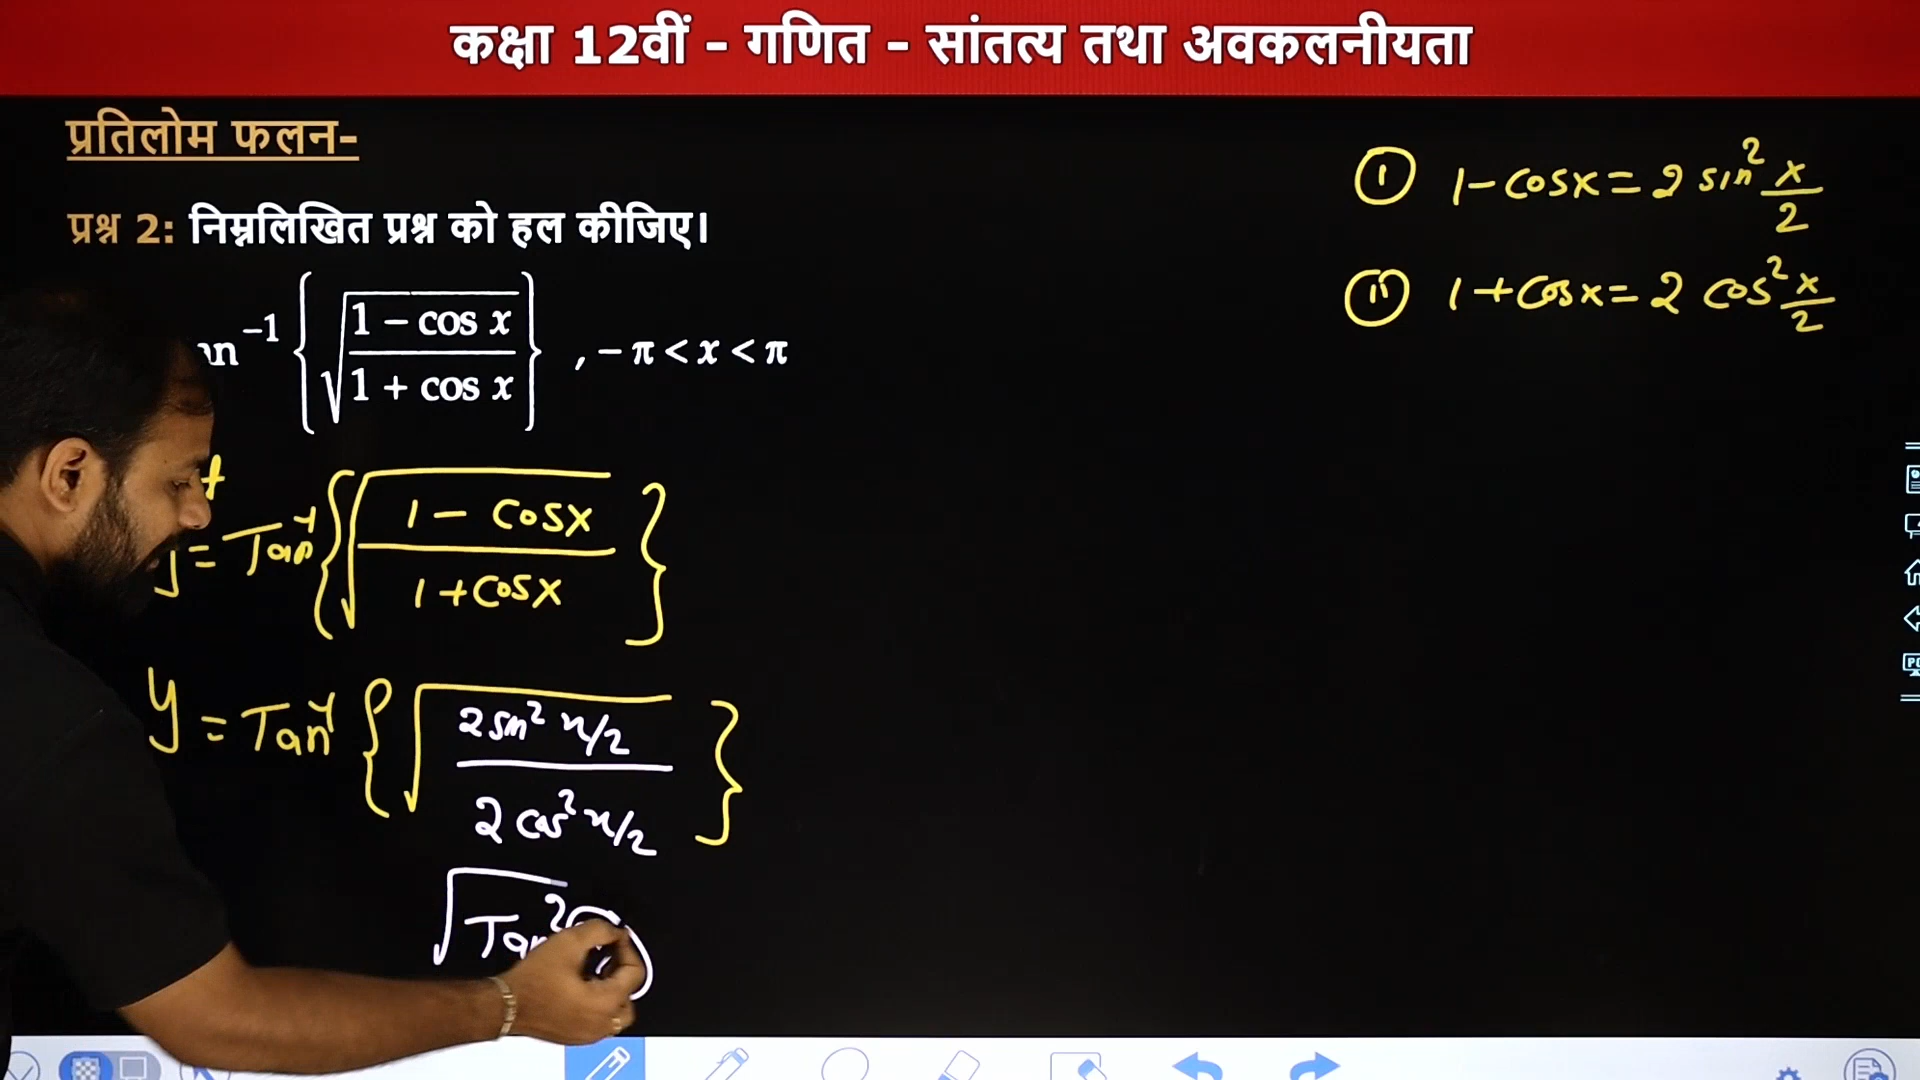 कक्षा 12वीं - गणित - सांतत्य तथा अवकलनीयता
प्रतिलोम फलन-
प्रश्न 2: निम्नलिखित प्रश्न को हल कीजिए।
an⁻¹ {√((1 − cos x)/(1 + cos x))} , − π < x < π
y = Tan⁻¹ {√((1 - Cosx)/(1 + Cosx))}
y = Tan⁻¹ {√((2 sin² x/2)/(2 cos² x/2))}
√Tan²
① 1 - Cosx = 2 sin² x/2
② 1 + Cosx = 2 Cos² x/2